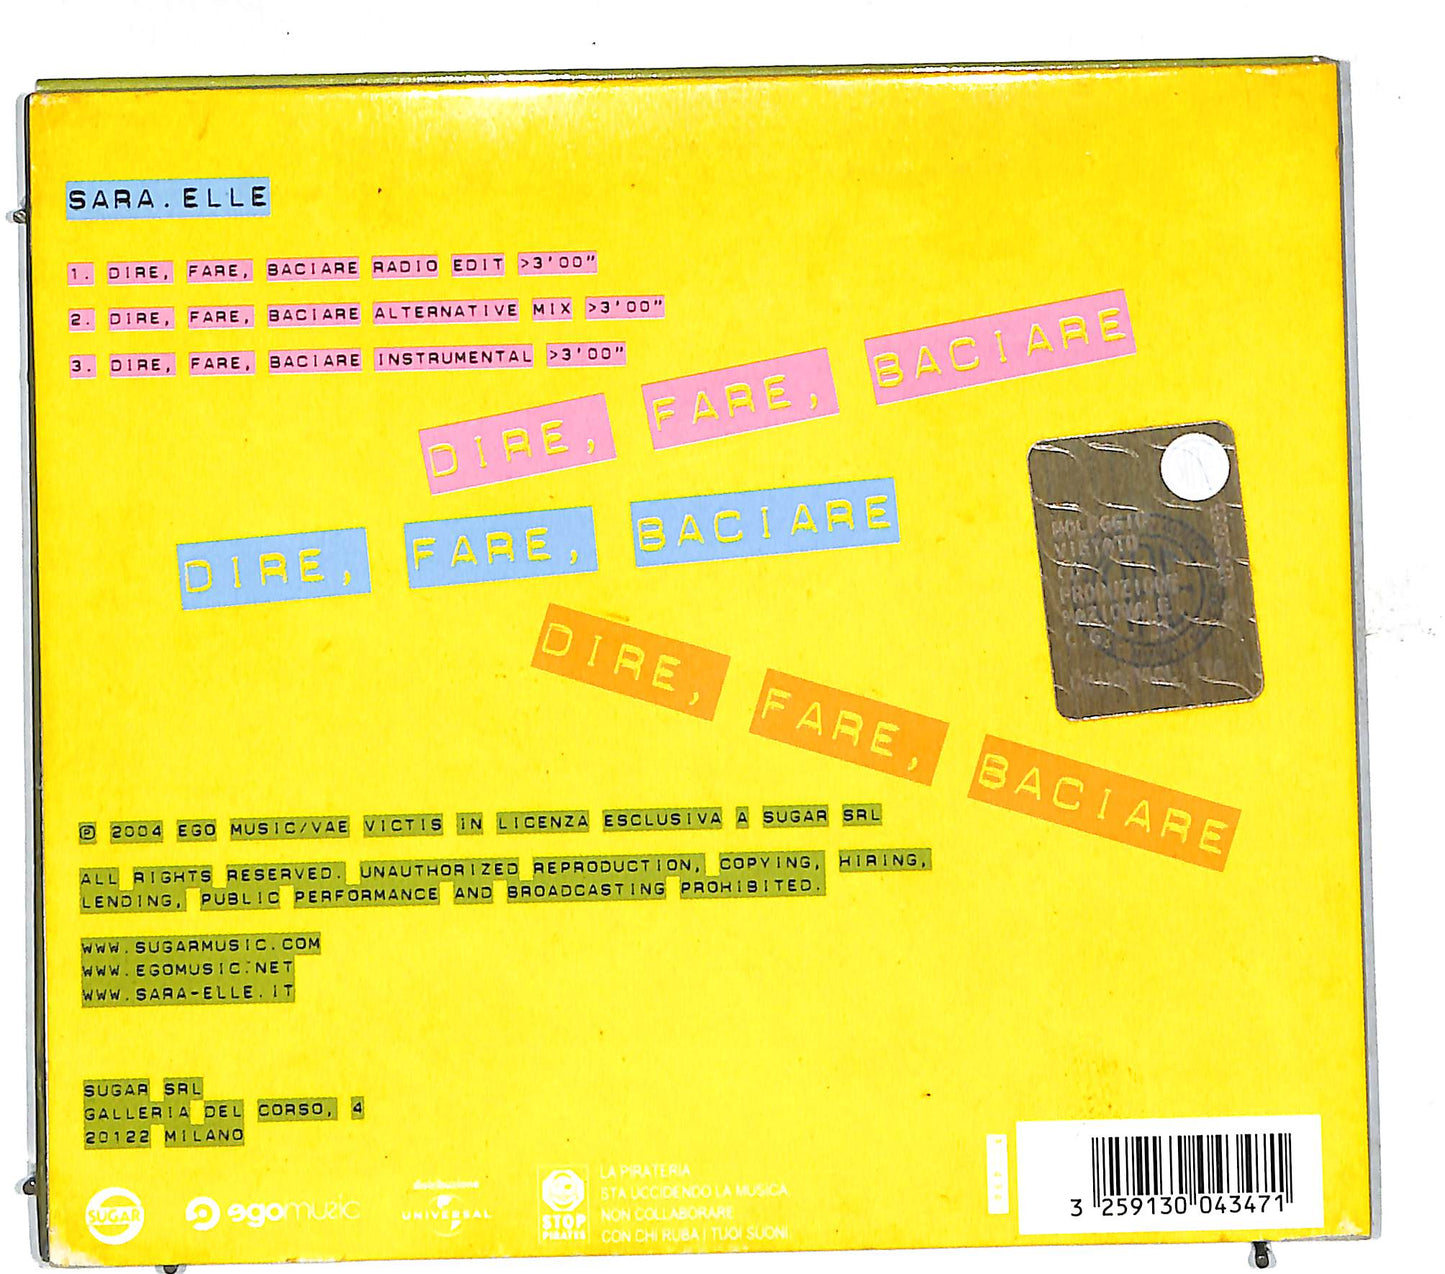 SARA.ELLE
1. DIRE, FARE, BACIARE RADIO EDIT >3'00"
2. DIRE, FARE, BACIARE ALTERNATIVE MIX >3'00"
3. DIRE, FARE, BACIARE INSTRUMENTAL >3'00"
DIRE, FARE, BACIARE
DIRE, FARE, BACIARE
DIRE, FARE, BACIARE
℗ 2004 EGO MUSIC/VAE VICTIS IN LICENZA ESCLUSIVA A SUGAR SRL
ALL RIGHTS RESERVED. UNAUTHORIZED REPRODUCTION, COPYING, HIRING,
LENDING, PUBLIC PERFORMANCE AND BROADCASTING PROHIBITED.
WWW.SUGARMUSIC.COM
WWW.EGOMUSIC.NET
WWW.SARA-ELLE.IT
SUGAR SRL
GALLERIA DEL CORSO, 4
20122 MILANO
SUGAR
egomusic
distribuzione
UNIVERSAL
STOP
PIRATES
LA PIRATERIA
STA UCCIDENDO LA MUSICA
NON COLLABORARE
CON CHI RUBA I TUOI SUONI
3 259130 043471